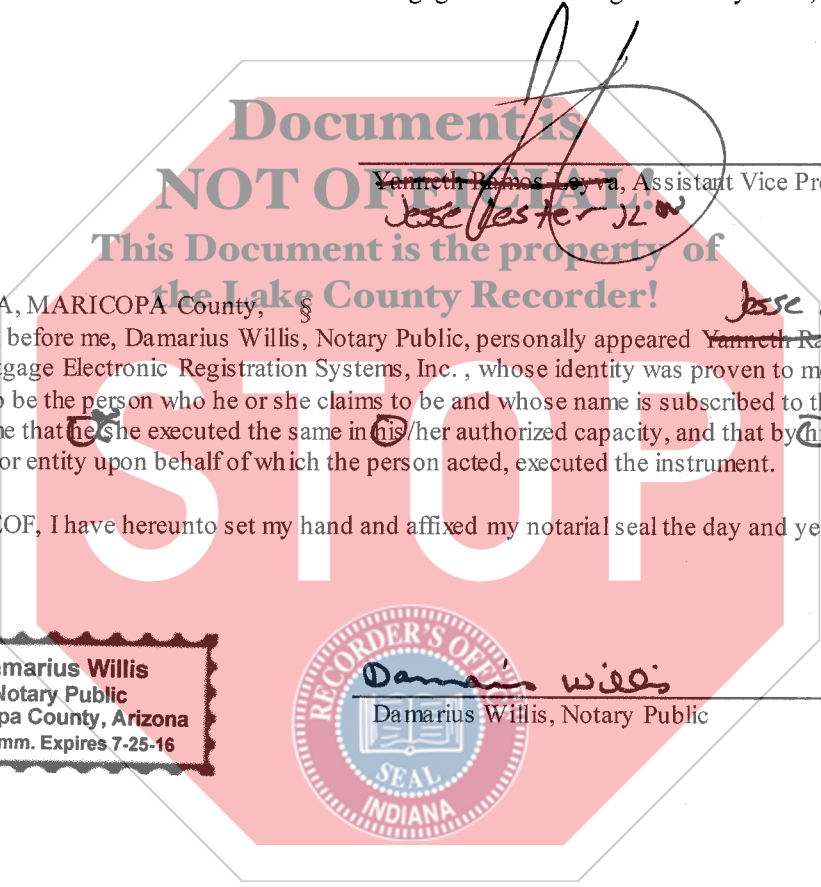 Document is
NOT OFFICIAL!
Yanneth Ramos Leyva, Assistant Vice Pre
Jesse Lester JL
This Document is the property of
the Lake County Recorder!
A, MARICOPA County, §
Jesse
before me, Damarius Willis, Notary Public, personally appeared Yanneth Ra
tgage Electronic Registration Systems, Inc. , whose identity was proven to m
o be the person who he or she claims to be and whose name is subscribed to th
ne that he/she executed the same in his/her authorized capacity, and that by hi
or entity upon behalf of which the person acted, executed the instrument.
EOF, I have hereunto set my hand and affixed my notarial seal the day and ye
STOP
marius Willis
Notary Public
pa County, Arizona
mm. Expires 7-25-16
RECORDER'S OFFICE
SEAL
INDIANA
Damarius Willis
Damarius Willis, Notary Public